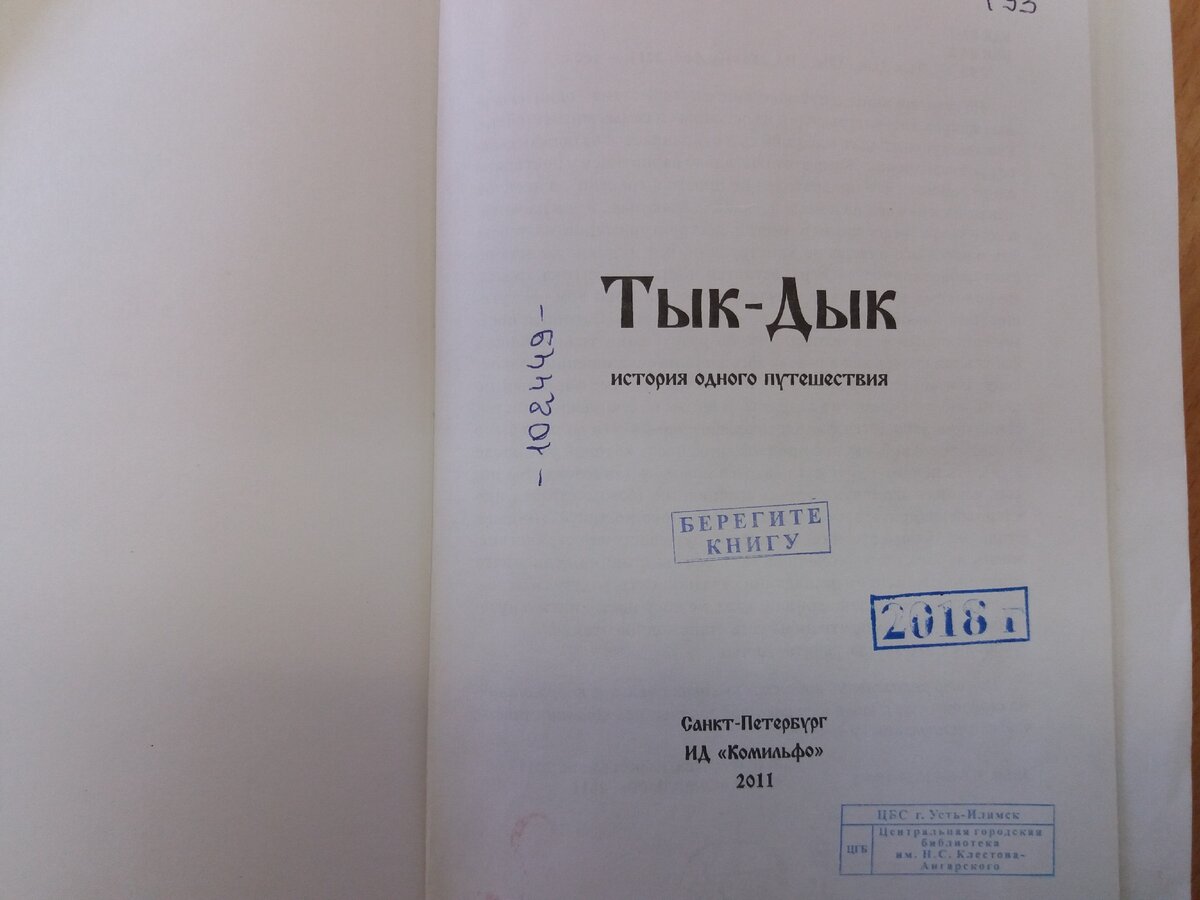 Тык-Дык
история одного путешествия
- 102449 -
БЕРЕГИТЕ
КНИГУ
2018 г
Санкт-Петербург
ИД «Комильфо»
2011
ЦБС г. Усть-Илимск
ЦГБ
Центральная городская
библиотека
им. Н.С. Клестова-
Ангарского